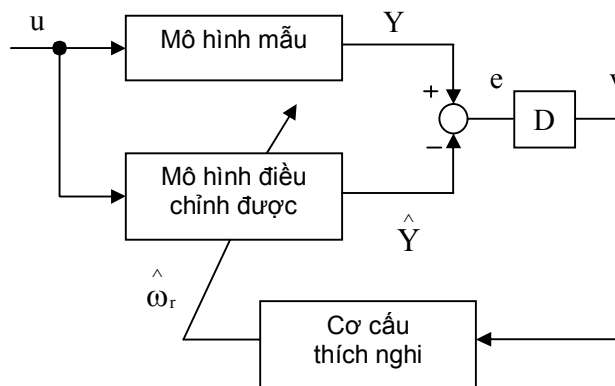 u
Mô hình mẫu
Y
e
v
+
D
−
Mô hình điều
chỉnh được
Ŷ
ω̂r
Cơ cấu
thích nghi